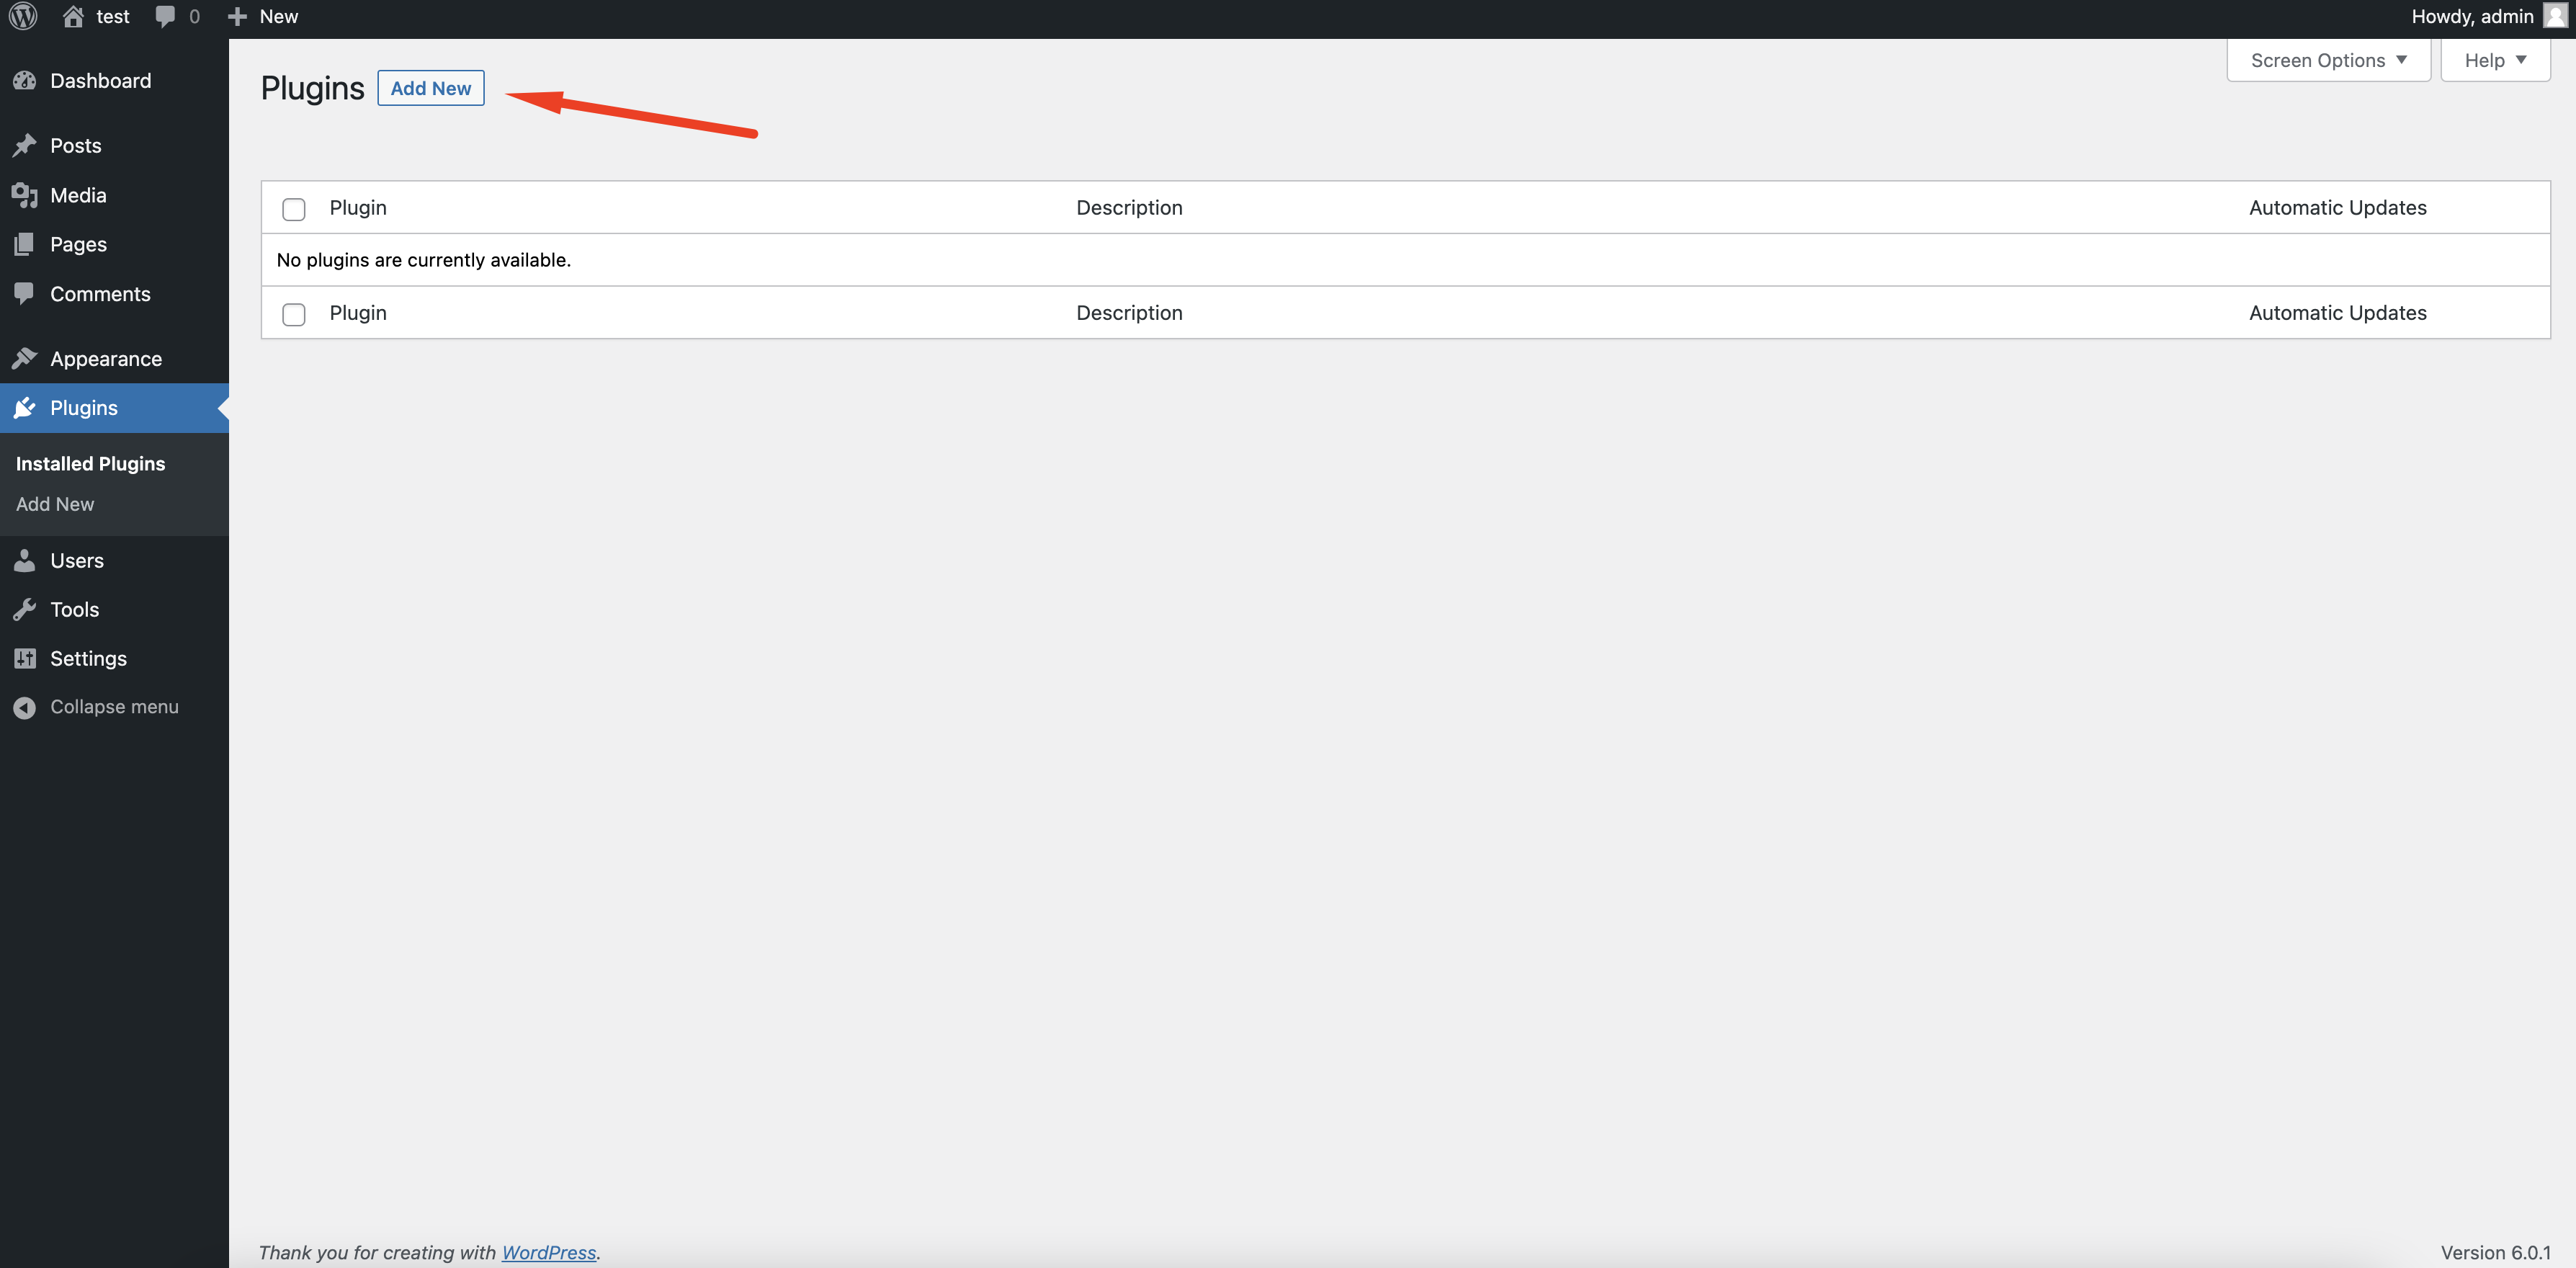 test 0 New Howdy, admin
Dashboard
Posts
Media
Pages
Comments
Appearance
Plugins
Installed Plugins
Add New
Users
Tools
Settings
Collapse menu
Screen Options Help
Plugins Add New
Plugin Description Automatic Updates
No plugins are currently available.
Plugin Description Automatic Updates
Thank you for creating with WordPress. Version 6.0.1